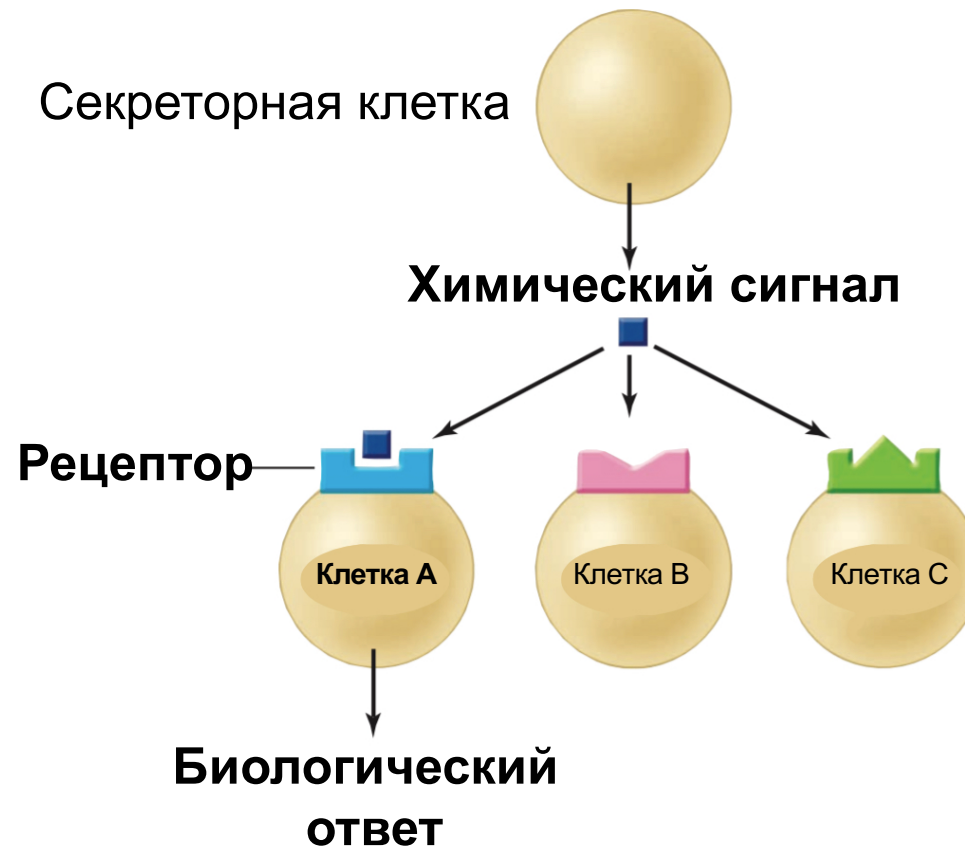 Секреторная клетка
Химический сигнал
Рецептор
Клетка А
Клетка В
Клетка С
Биологический
ответ